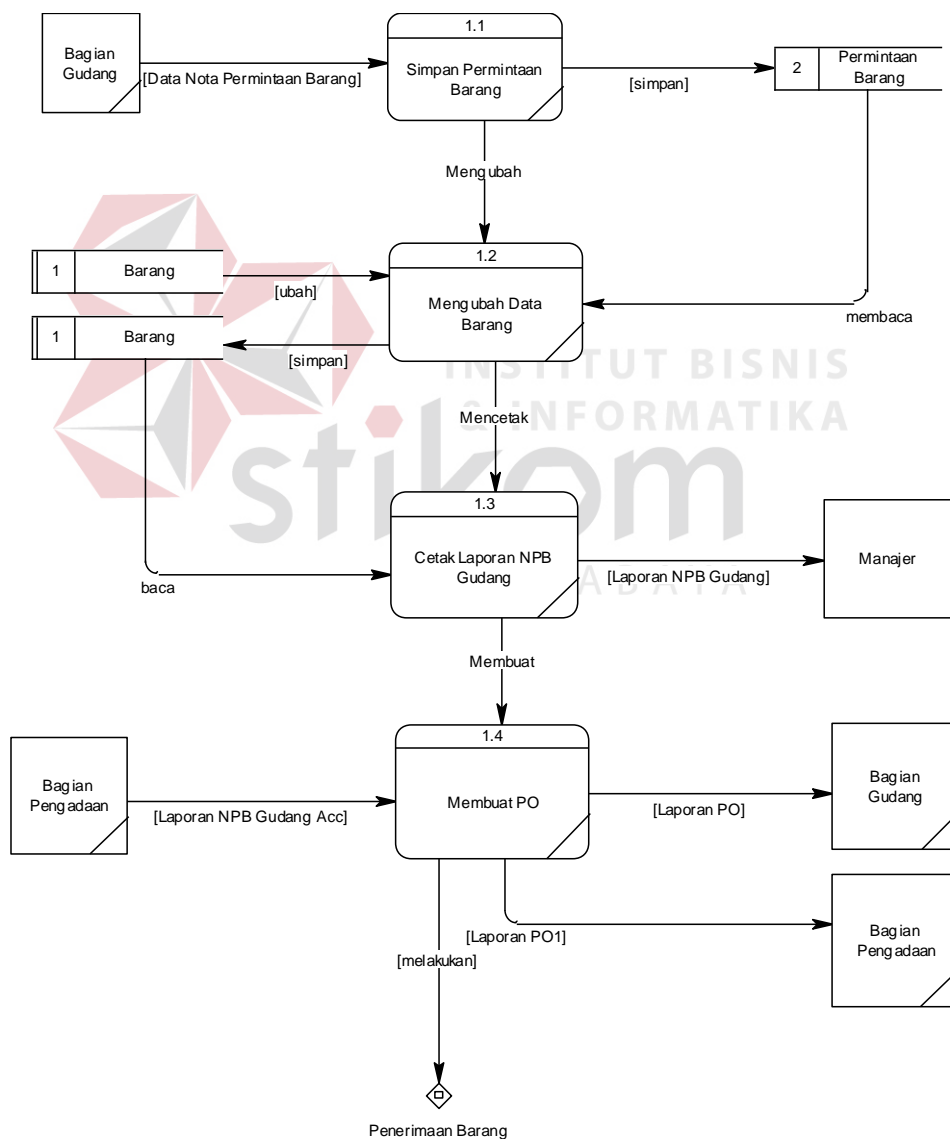 1.1
Bagian
Gudang
[Data Nota Permintaan Barang]
Simpan Permintaan
Barang
[simpan]
2
Permintaan
Barang
Mengubah
1.2
1
Barang
[ubah]
Mengubah Data
Barang
membaca
1
Barang
[simpan]
INSTITUT BISNIS
& INFORMATIKA
Mencetak
stikom
SURABAYA
1.3
Cetak Laporan NPB
Gudang
[Laporan NPB Gudang]
Manajer
baca
Membuat
1.4
Bagian
Pengadaan
[Laporan NPB Gudang Acc]
Membuat PO
[Laporan PO]
Bagian
Gudang
[Laporan PO1]
Bagian
Pengadaan
[melakukan]
Penerimaan Barang